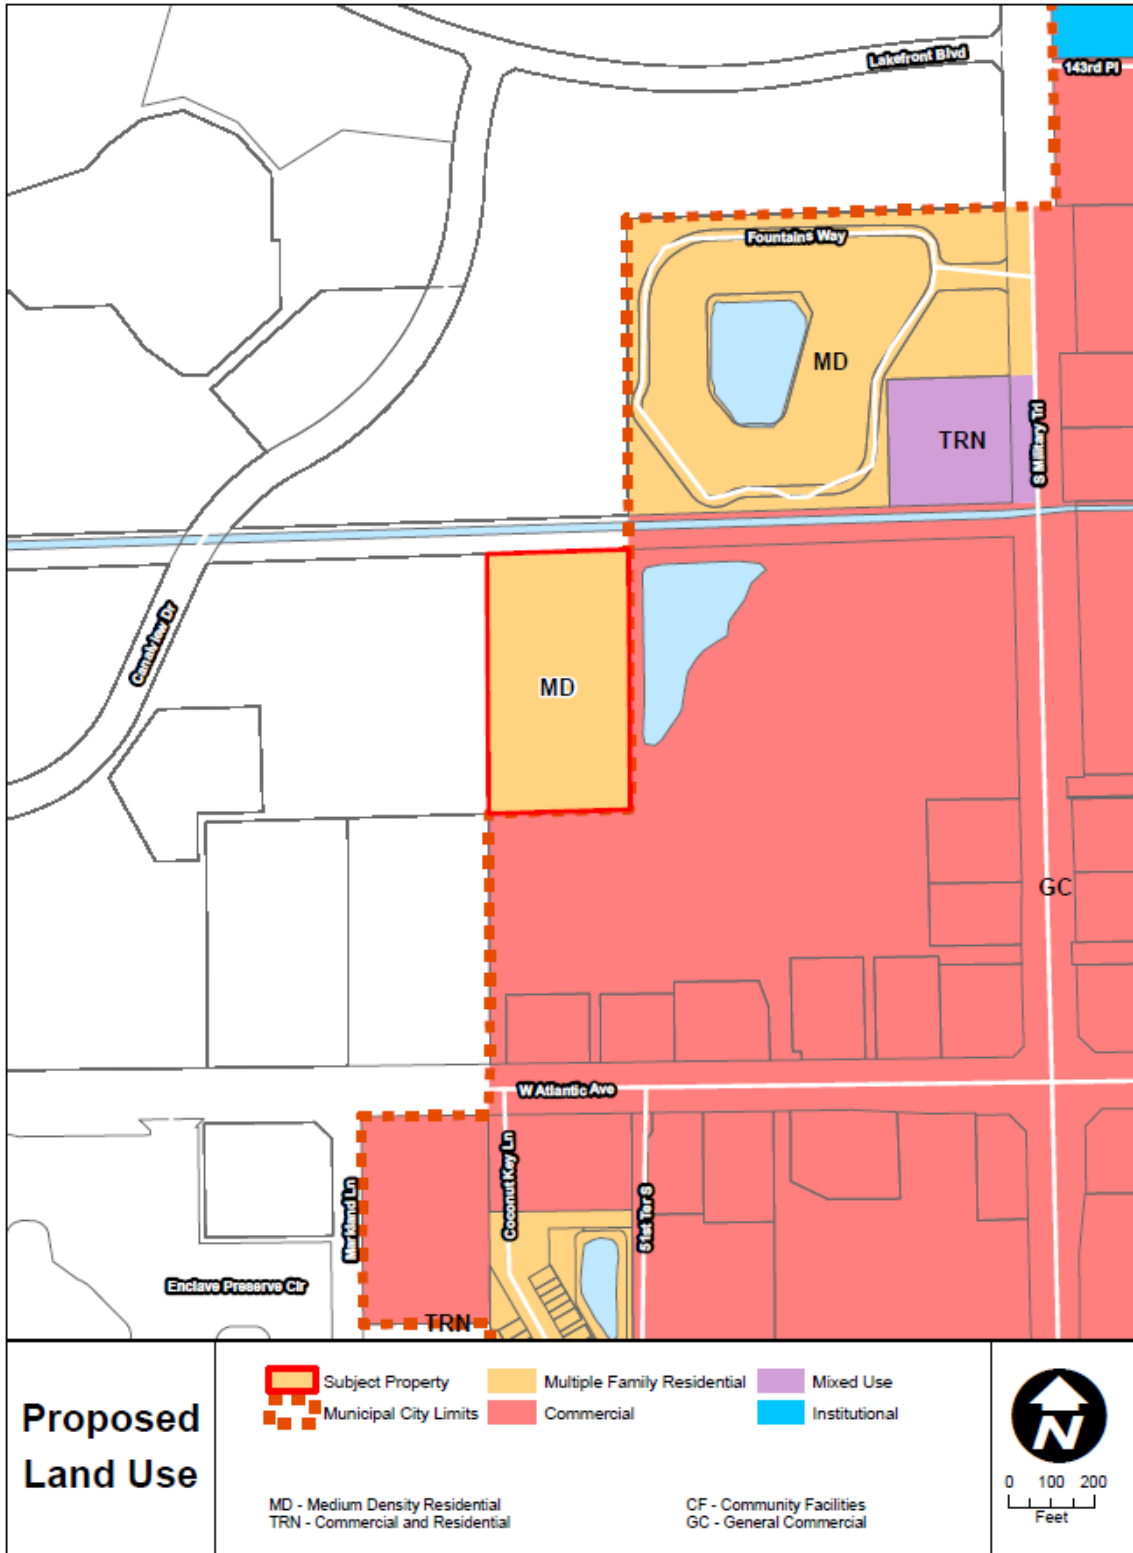 Lakefront Blvd
143rd Pl
Fountains Way
MD
TRN
S Military Trl
Canalview Dr
MD
GC
W Atlantic Ave
Coconut Key Ln
51st Ter S
Markland Ln
Enclave Preserve Cir
TRN
Proposed
Land Use
Subject Property
Multiple Family Residential
Mixed Use
Municipal City Limits
Commercial
Institutional
MD - Medium Density Residential
CF - Community Facilities
TRN - Commercial and Residential
GC - General Commercial
N
0 100 200
Feet